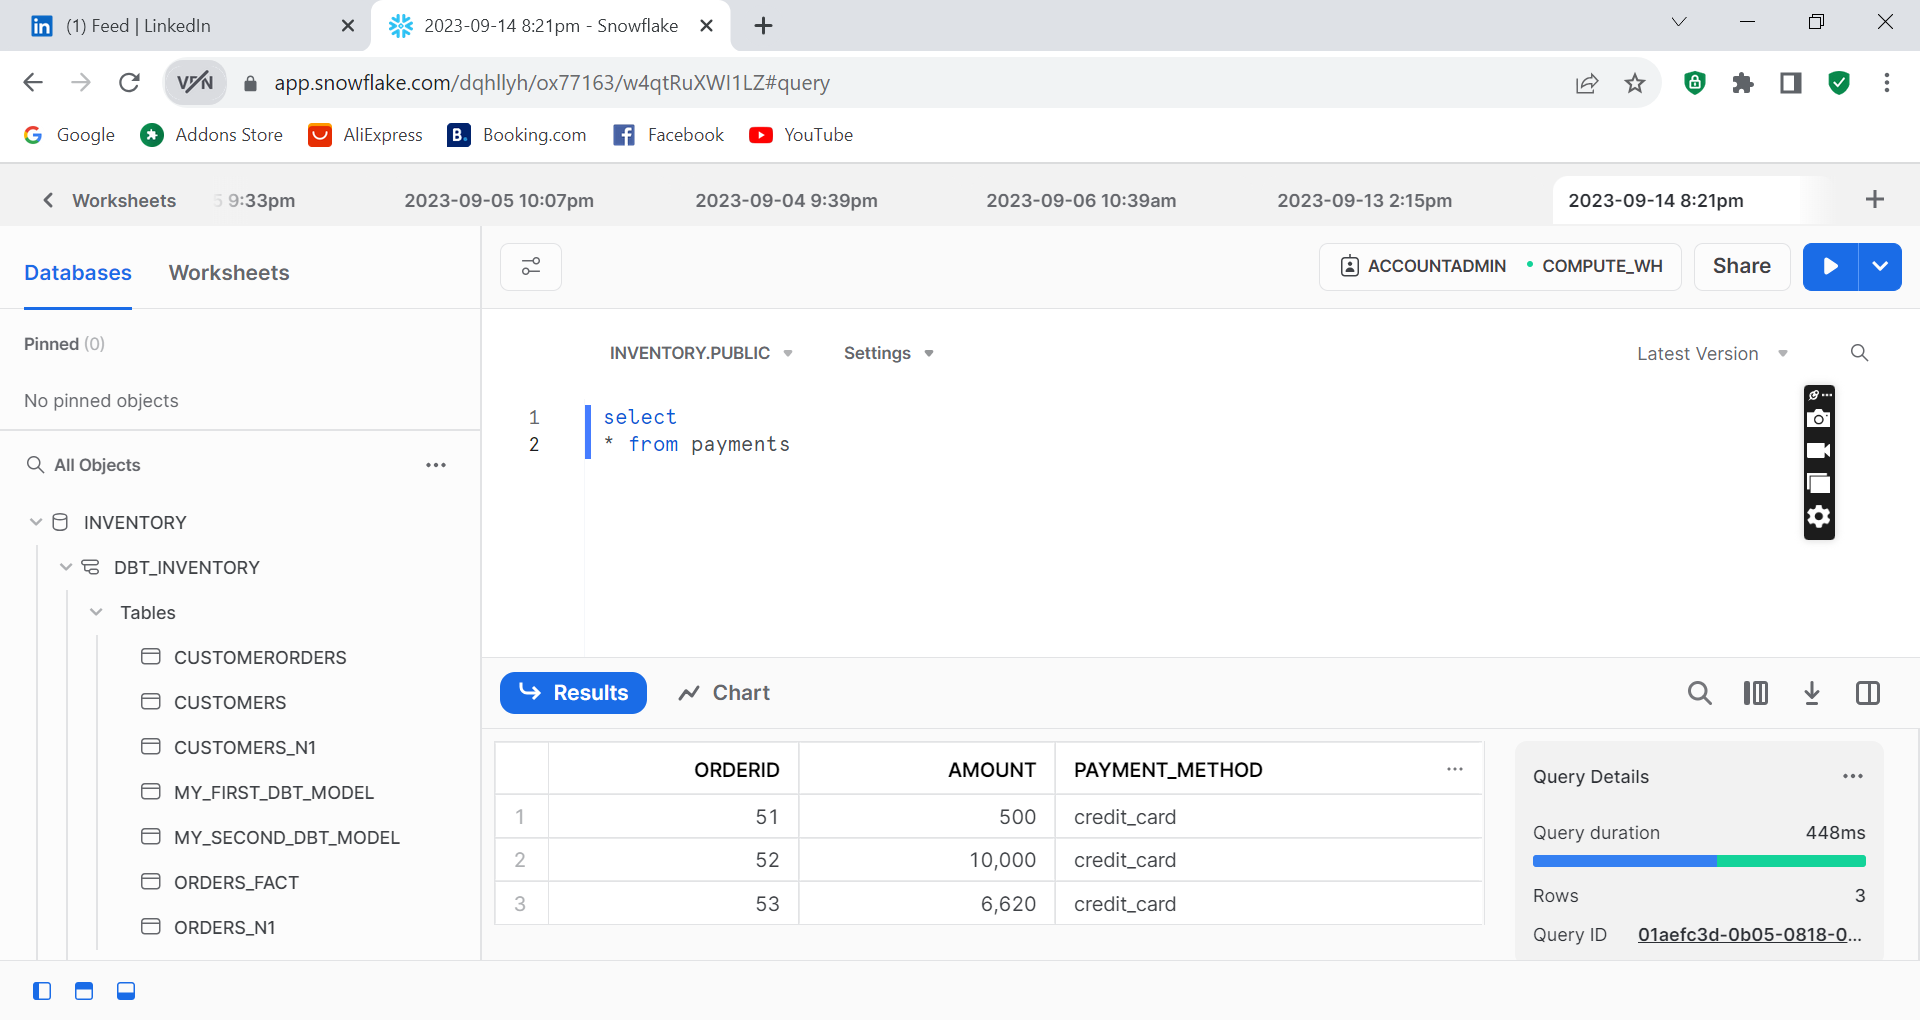 (1) Feed | LinkedIn
2023-09-14 8:21pm - Snowflake
VPN
app.snowflake.com/dqhllyh/ox77163/w4qtRuXWI1LZ#query
Google
Addons Store
AliExpress
B. Booking.com
Facebook
YouTube
Worksheets
5 9:33pm
2023-09-05 10:07pm
2023-09-04 9:39pm
2023-09-06 10:39am
2023-09-13 2:15pm
2023-09-14 8:21pm
Databases
Worksheets
ACCOUNTADMIN
COMPUTE_WH
Share
Pinned (0)
No pinned objects
INVENTORY.PUBLIC
Settings
Latest Version
1 select
2 * from payments
All Objects
INVENTORY
DBT_INVENTORY
Tables
CUSTOMERORDERS
CUSTOMERS
CUSTOMERS_N1
MY_FIRST_DBT_MODEL
MY_SECOND_DBT_MODEL
ORDERS_FACT
ORDERS_N1
Results
Chart
ORDERID AMOUNT PAYMENT_METHOD
1 51 500 credit_card
2 52 10,000 credit_card
3 53 6,620 credit_card
Query Details
Query duration 448ms
Rows 3
Query ID 01aefc3d-0b05-0818-0...